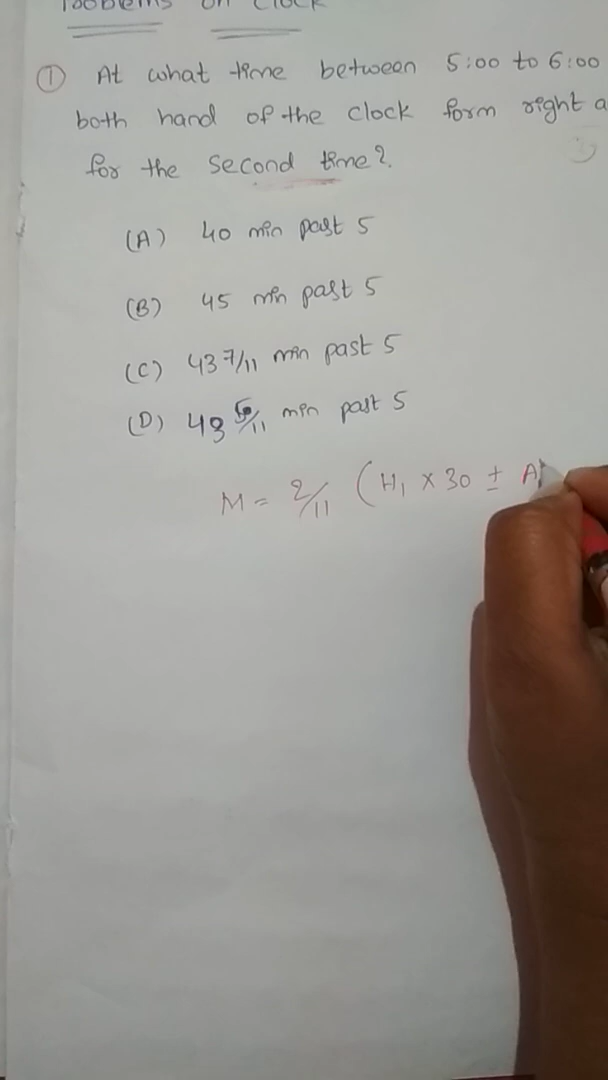 on Clock
① At what time between 5:00 to 6:00
both hand of the clock form right
for the second time?.
(A) 40 min past 5
(B) 45 min past 5
(C) 43 7/11 min past 5
(D) 43 5/11 min past 5
M = 2/11 (H₁ × 30 ± A